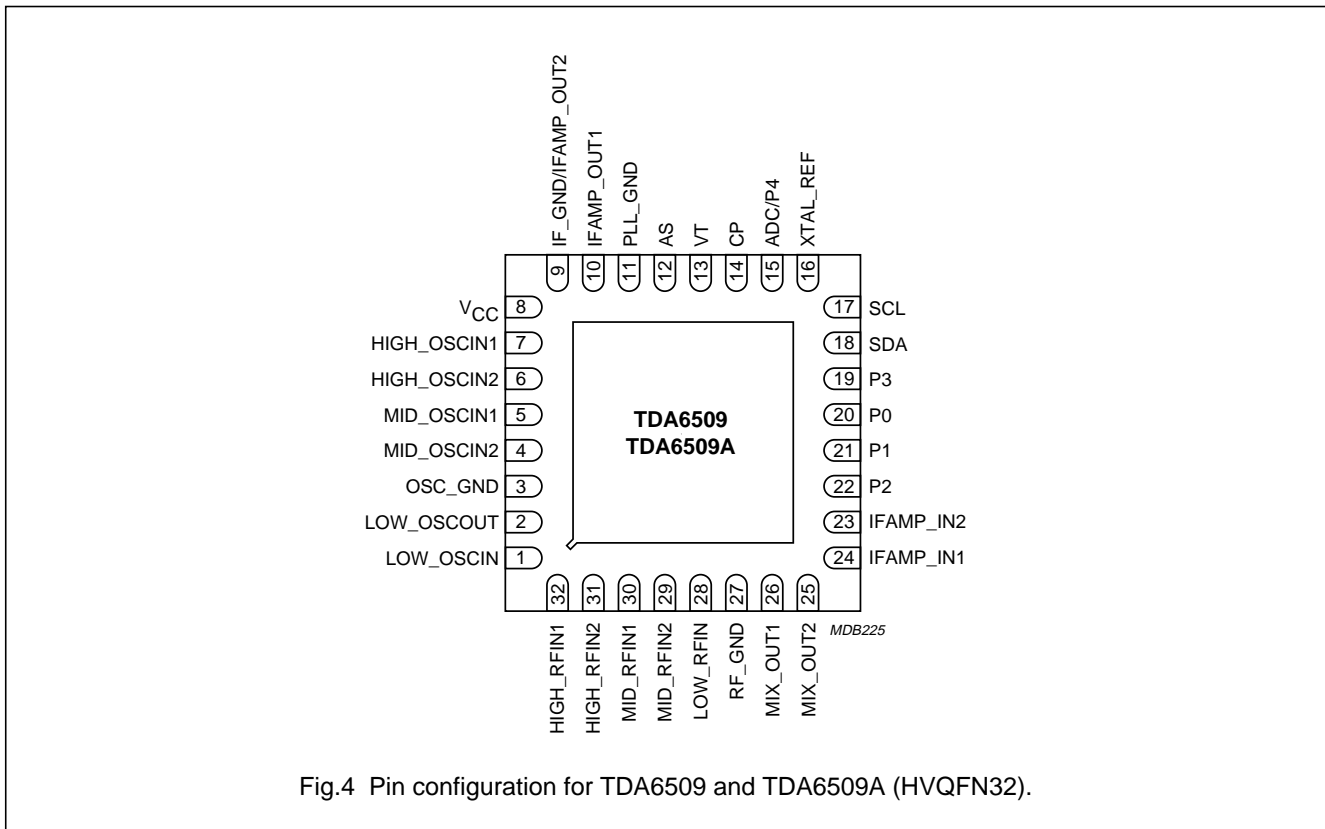 IF_GND/IFAMP_OUT2
IFAMP_OUT1
PLL_GND
AS
VT
CP
ADC/P4
XTAL_REF
9
10
11
12
13
14
15
16
VCC 8
HIGH_OSCIN1 7
HIGH_OSCIN2 6
MID_OSCIN1 5
MID_OSCIN2 4
OSC_GND 3
LOW_OSCOUT 2
LOW_OSCIN 1
TDA6509
TDA6509A
17 SCL
18 SDA
19 P3
20 P0
21 P1
22 P2
23 IFAMP_IN2
24 IFAMP_IN1
32
31
30
29
28
27
26
25
HIGH_RFIN1
HIGH_RFIN2
MID_RFIN1
MID_RFIN2
LOW_RFIN
RF_GND
MIX_OUT1
MIX_OUT2
MDB225
Fig.4 Pin configuration for TDA6509 and TDA6509A (HVQFN32).